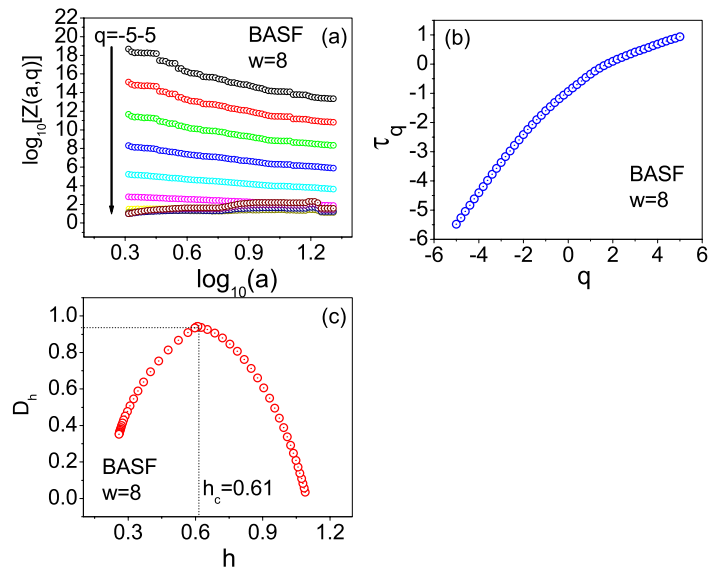 q=-5-5
BASF
w=8
(a)
log10[Z(a,q)]
22
20
18
16
14
12
10
8
6
4
2
0
0.3
0.6
0.9
1.2
log10(a)
(b)
τq
1
0
-1
-2
-3
-4
-5
-6
BASF
w=8
-6
-4
-2
0
2
4
6
q
(c)
Dh
1.0
0.8
0.6
0.4
0.2
0.0
BASF
w=8
hc=0.61
0.3
0.6
0.9
1.2
h